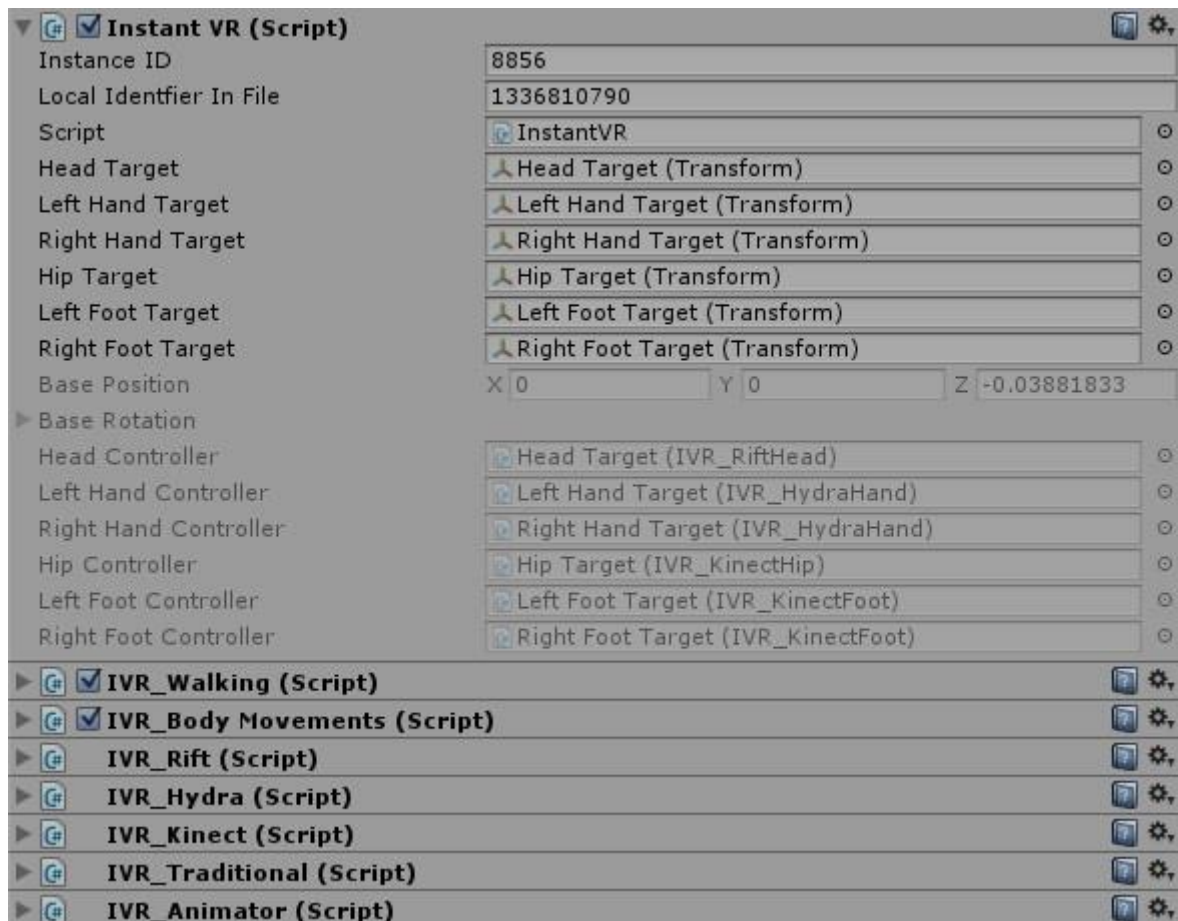 Instant VR (Script)
Instance ID 8856
Local Identfier In File 1336810790
Script InstantVR
Head Target Head Target (Transform)
Left Hand Target Left Hand Target (Transform)
Right Hand Target Right Hand Target (Transform)
Hip Target Hip Target (Transform)
Left Foot Target Left Foot Target (Transform)
Right Foot Target Right Foot Target (Transform)
Base Position X 0 Y 0 Z -0.03881833
Base Rotation
Head Controller Head Target (IVR_RiftHead)
Left Hand Controller Left Hand Target (IVR_HydraHand)
Right Hand Controller Right Hand Target (IVR_HydraHand)
Hip Controller Hip Target (IVR_KinectHip)
Left Foot Controller Left Foot Target (IVR_KinectFoot)
Right Foot Controller Right Foot Target (IVR_KinectFoot)
IVR_Walking (Script)
IVR_Body Movements (Script)
IVR_Rift (Script)
IVR_Hydra (Script)
IVR_Kinect (Script)
IVR_Traditional (Script)
IVR_Animator (Script)